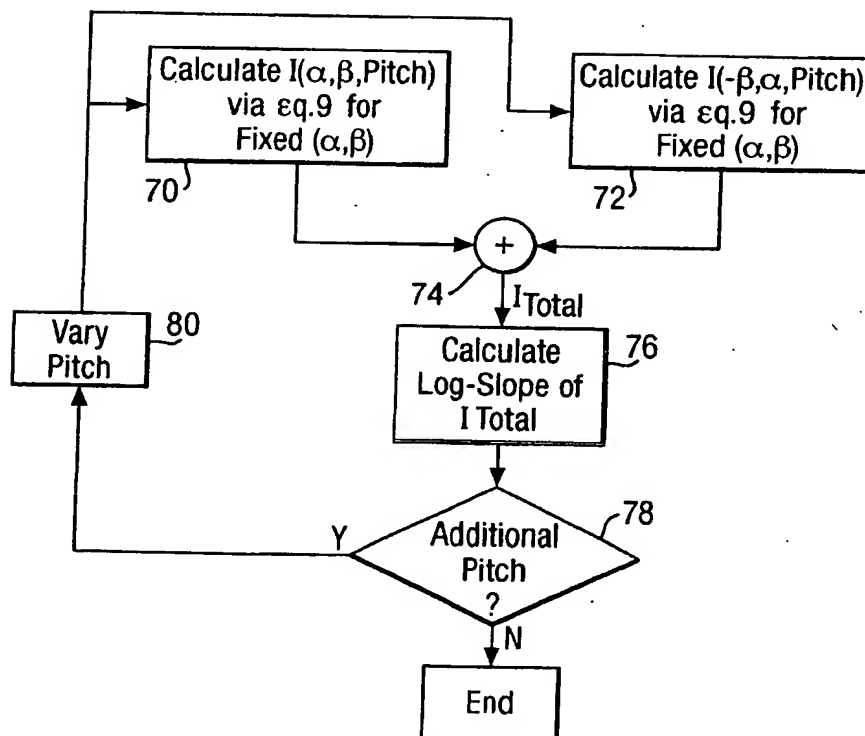 Calculate I(α,β,Pitch)
via εq.9 for
Fixed (α,β)
70
Calculate I(-β,α,Pitch)
via εq.9 for
Fixed (α,β)
72
+
74
I Total
Vary
Pitch
80
Calculate
Log-Slope of
I Total
76
Y
Additional
Pitch
?
78
N
End